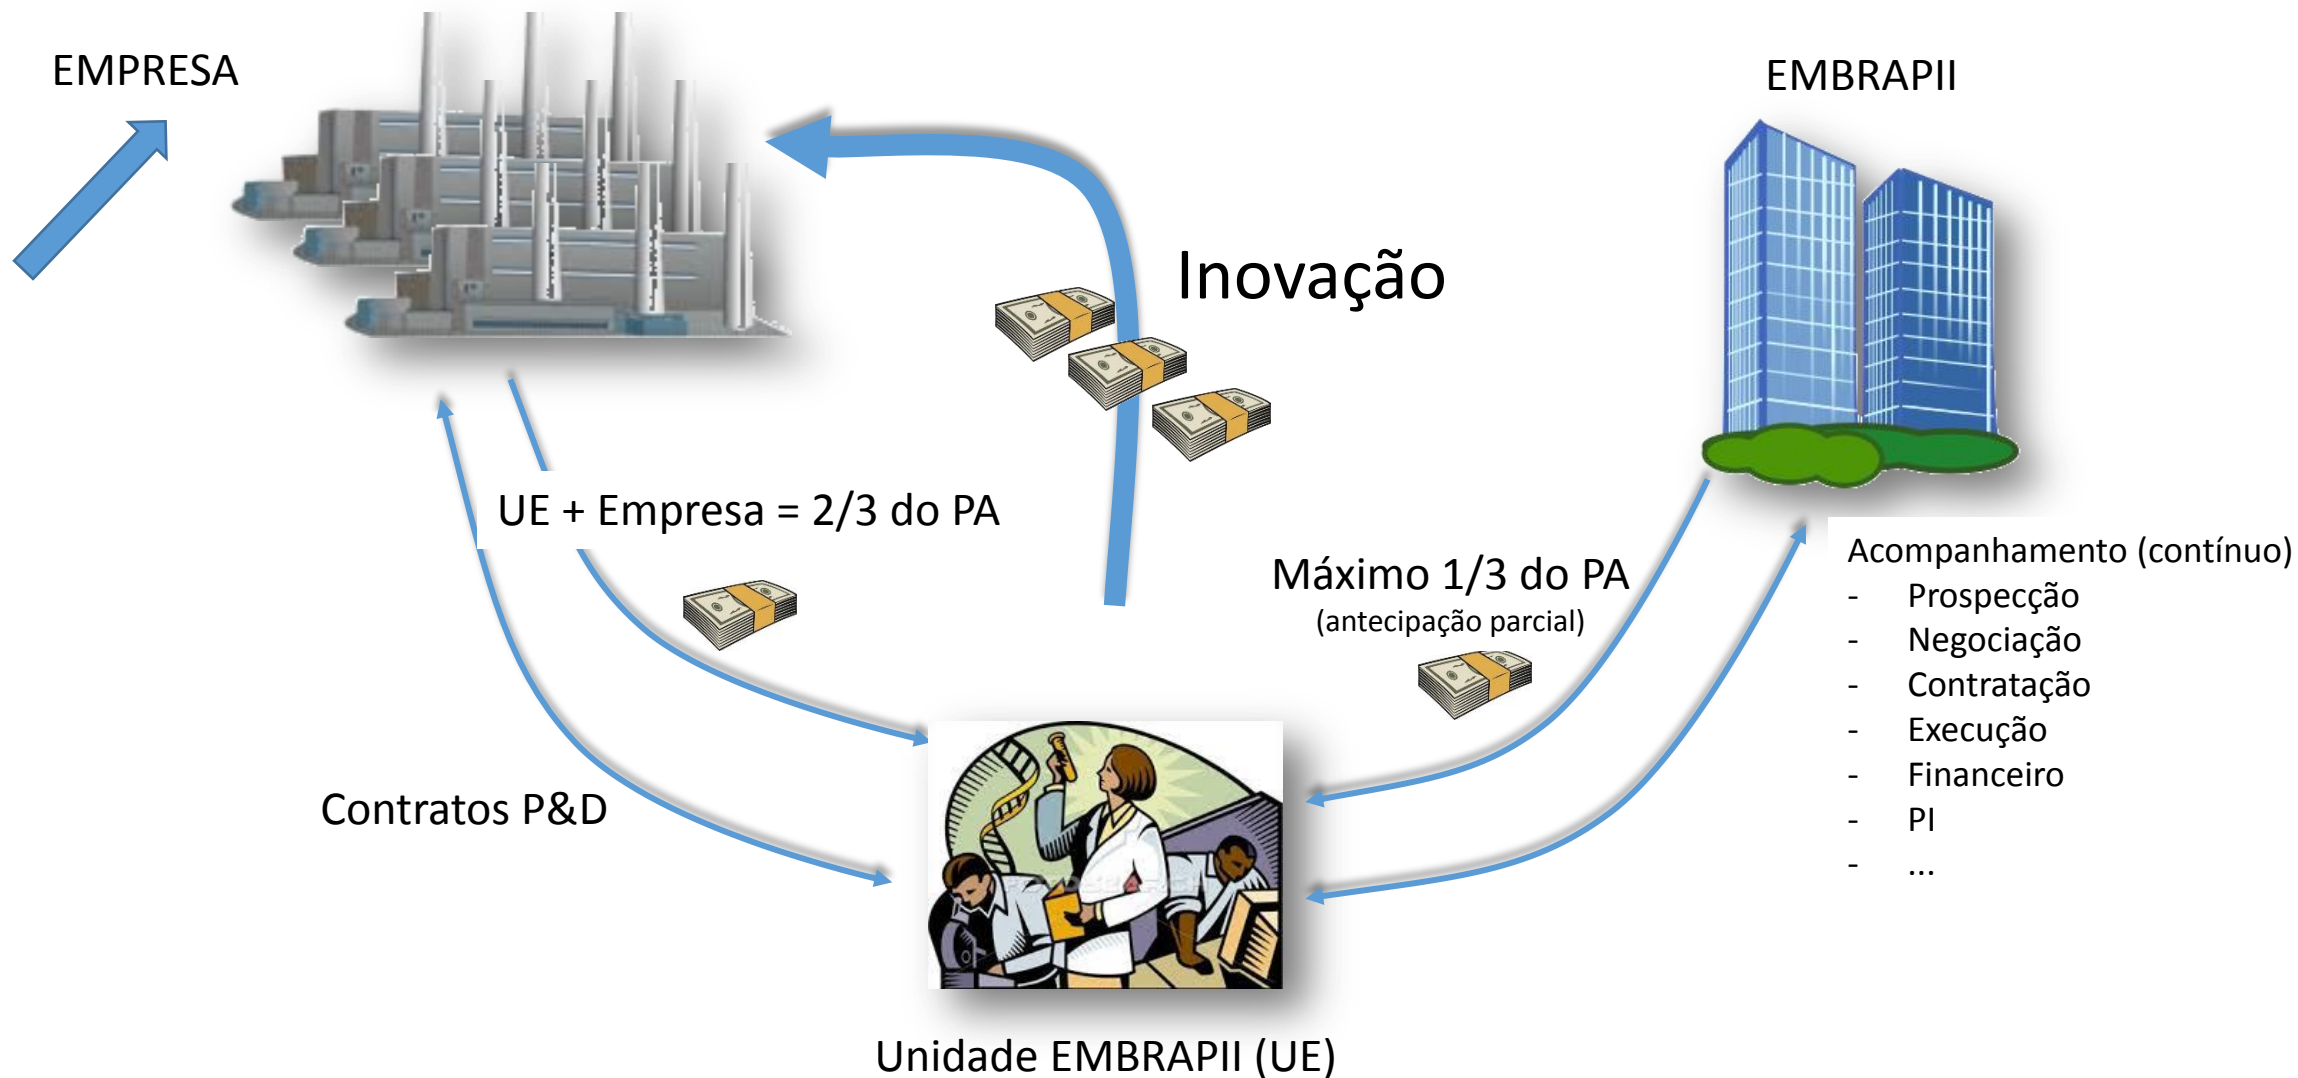 EMPRESA
EMBRAPII
Inovação
UE + Empresa = 2/3 do PA
Máximo 1/3 do PA
(antecipação parcial)
Acompanhamento (contínuo)
- Prospecção
- Negociação
- Contratação
- Execução
- Financeiro
- PI
- ...
Contratos P&D
Unidade EMBRAPII (UE)